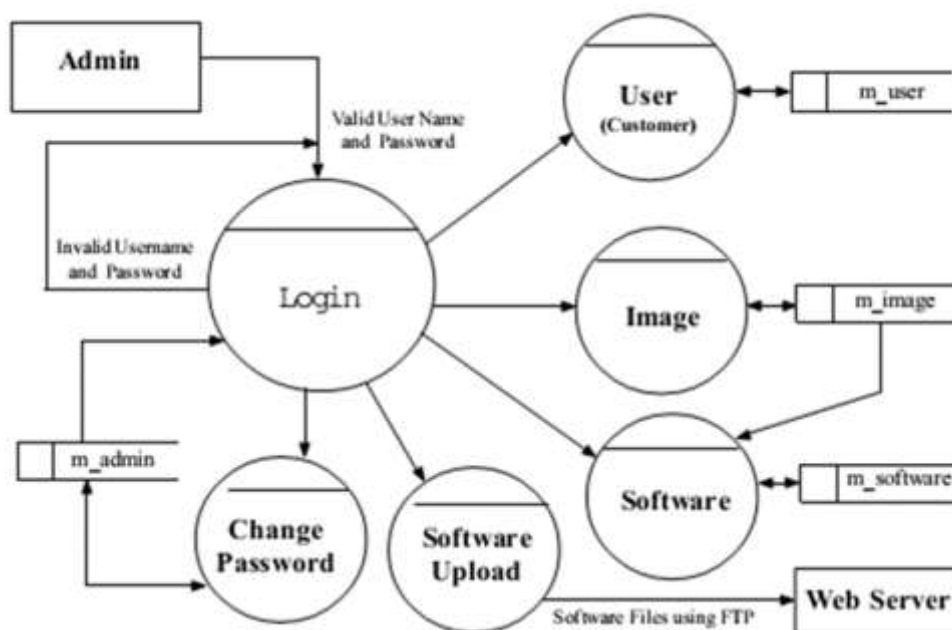 Admin
Valid User Name
and Password
User
(Customer)
m_user
Invalid Username
and Password
Login
Image
m_image
m_admin
Change
Password
Software
Upload
Software
m_software
Software Files using FTP
Web Server